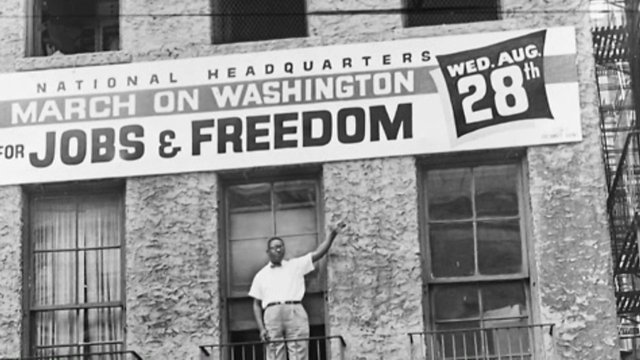 NATIONAL HEADQUARTERS
MARCH ON WASHINGTON
FOR JOBS & FREEDOM
WED. AUG.
28th